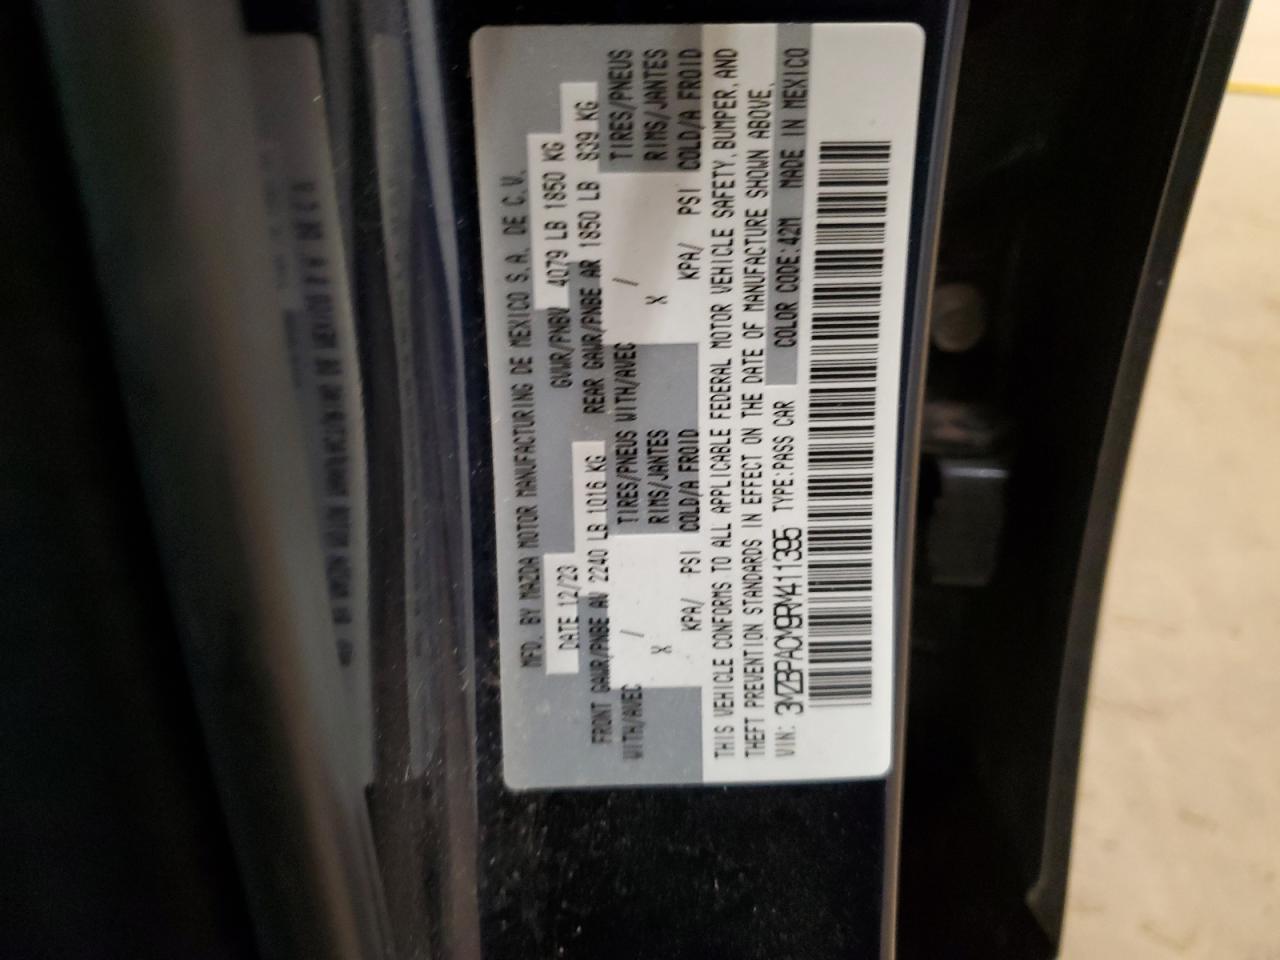 MFD. BY MAZDA MOTOR MANUFACTURING DE MEXICO S.A. DE C.V.
DATE 12/23 GVWR/PNBV 4079 LB 1850 KG
FRONT GAWR/PNBE AV 2240 LB 1016 KG REAR GAWR/PNBE AR 1850 LB 839 KG
WITH/AVEC / TIRES/PNEUS WITH/AVEC / TIRES/PNEUS
X RIMS/JANTES X RIMS/JANTES
KPA/ PSI COLD/A FROID KPA/ PSI COLD/A FROID
THIS VEHICLE CONFORMS TO ALL APPLICABLE FEDERAL MOTOR VEHICLE SAFETY, BUMPER, AND
THEFT PREVENTION STANDARDS IN EFFECT ON THE DATE OF MANUFACTURE SHOWN ABOVE.
VIN: 3MZBPACM9RM411395 TYPE:PASS CAR COLOR CODE:42M MADE IN MEXICO